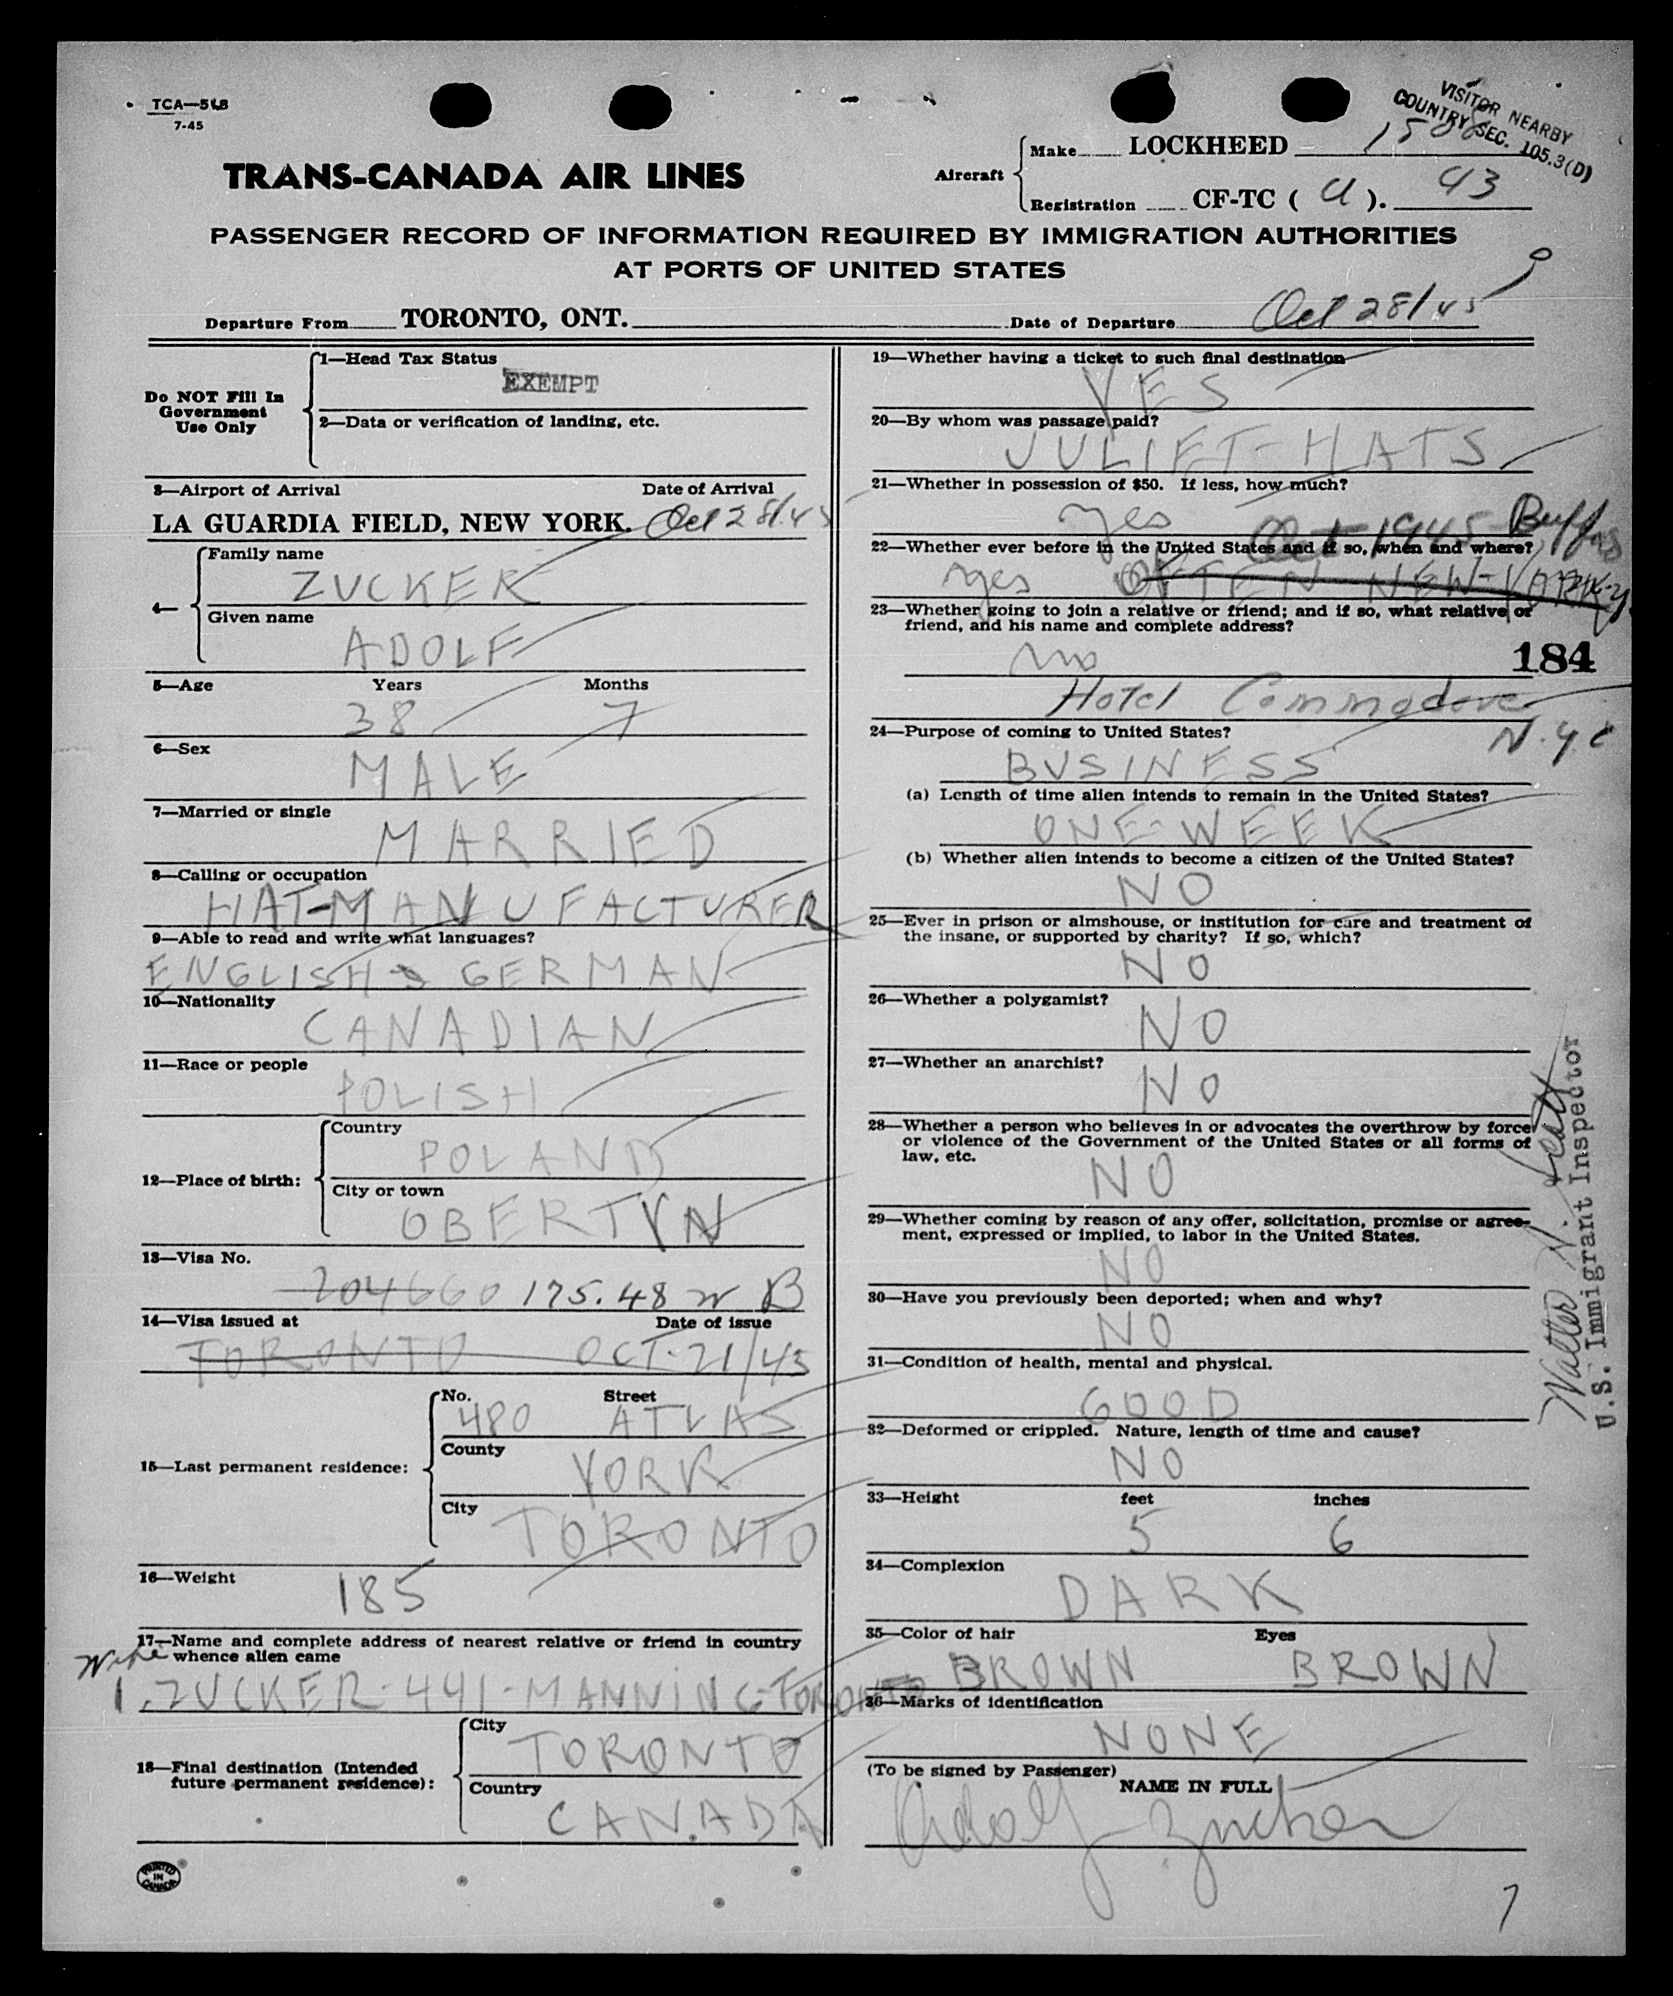 TCA—518
7-45
VISITOR NEARBY
COUNTRY SEC. 105.3(D)
TRANS-CANADA AIR LINES
Aircraft
Make LOCKHEED
Registration CF-TC ( U ). 43
PASSENGER RECORD OF INFORMATION REQUIRED BY IMMIGRATION AUTHORITIES
AT PORTS OF UNITED STATES
Departure From TORONTO, ONT. Date of Departure Oct 28/45
Do NOT Fill In
Government
Use Only
1—Head Tax Status
EXEMPT
2—Data or verification of landing, etc.
3—Airport of Arrival Date of Arrival
LA GUARDIA FIELD, NEW YORK. Oct 28/45
4—
Family name
ZUCKER
Given name
ADOLF
5—Age Years Months
38 7
6—Sex
MALE
7—Married or single
MARRIED
8—Calling or occupation
HAT-MANUFACTURER
9—Able to read and write what languages?
ENGLISH & GERMAN
10—Nationality
CANADIAN
11—Race or people
POLISH
12—Place of birth:
Country
POLAND
City or town
OBERTYN
13—Visa No.
204660 175.48 B
14—Visa issued at Date of issue
TORONTO OCT-21/45
15—Last permanent residence:
No. Street
480 ATLAS
County
YORK
City
TORONTO
16—Weight
185
17—Name and complete address of nearest relative or friend in country
whence alien came
Wife
I. ZUCKER-441-MANNING-TORONTO
18—Final destination (Intended
future permanent residence):
City
TORONTO
Country
CANADA
PRINTED
IN
CANADA
19—Whether having a ticket to such final destination
YES
20—By whom was passage paid?
JULIFT-HATS
21—Whether in possession of $50. If less, how much?
yes Oct-1945 Buffalo
22—Whether ever before in the United States and if so, when and where?
yes OFTEN NEW-YORK
23—Whether going to join a relative or friend; and if so, what relative or
friend, and his name and complete address?
no
184
Hotel Commodore
N.Y.C
24—Purpose of coming to United States?
BUSINESS
(a) Length of time alien intends to remain in the United States?
ONE-WEEK
(b) Whether alien intends to become a citizen of the United States?
NO
25—Ever in prison or almshouse, or institution for care and treatment of
the insane, or supported by charity? If so, which?
NO
26—Whether a polygamist?
NO
27—Whether an anarchist?
NO
28—Whether a person who believes in or advocates the overthrow by force
or violence of the Government of the United States or all forms of
law, etc.
NO
29—Whether coming by reason of any offer, solicitation, promise or agree-
ment, expressed or implied, to labor in the United States.
NO
30—Have you previously been deported; when and why?
NO
31—Condition of health, mental and physical.
GOOD
32—Deformed or crippled. Nature, length of time and cause?
NO
33—Height feet inches
5 6
34—Complexion
DARK
35—Color of hair Eyes
BROWN BROWN
36—Marks of identification
NONE
(To be signed by Passenger)
NAME IN FULL
Adolf Zucker
7
Walter N.
U.S. Immigrant Inspector